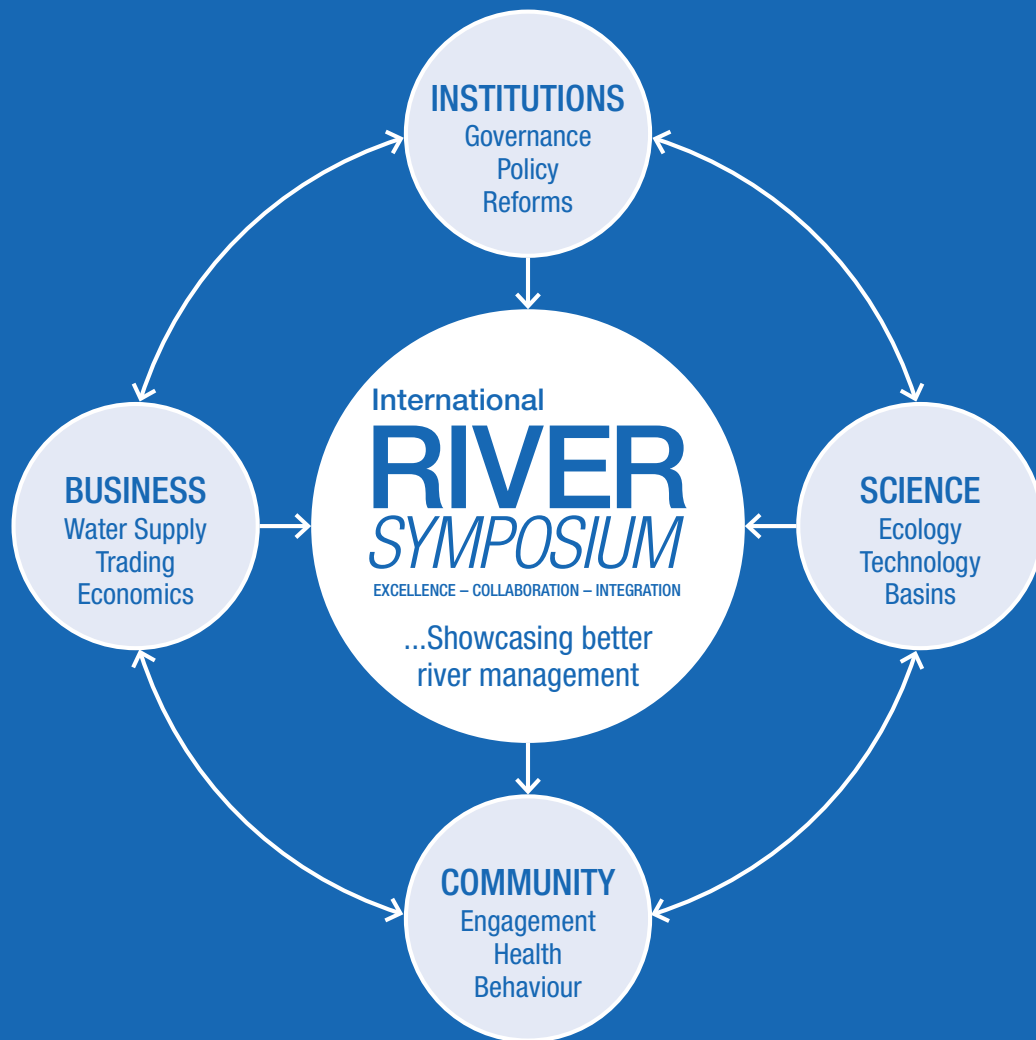 INSTITUTIONS
Governance
Policy
Reforms
BUSINESS
Water Supply
Trading
Economics
International
RIVER
SYMPOSIUM
EXCELLENCE – COLLABORATION – INTEGRATION
...Showcasing better
river management
SCIENCE
Ecology
Technology
Basins
COMMUNITY
Engagement
Health
Behaviour